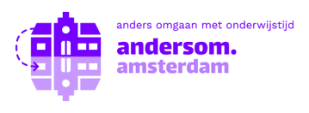 anders omgaan met onderwijstijd
andersom.
amsterdam